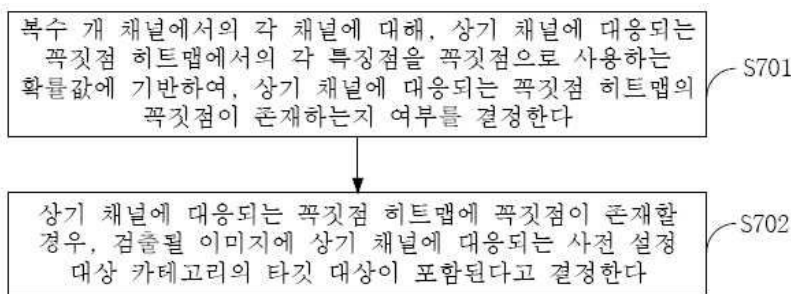 복수 개 채널에서의 각 채널에 대해, 상기 채널에 대응되는
꼭짓점 히트맵에서의 각 특징점을 꼭짓점으로 사용하는
확률값에 기반하여, 상기 채널에 대응되는 꼭짓점 히트맵의
꼭짓점이 존재하는지 여부를 결정한다
S701
상기 채널에 대응되는 꼭짓점 히트맵에 꼭짓점이 존재할
경우, 검출될 이미지에 상기 채널에 대응되는 사전 설정
대상 카테고리의 타깃 대상이 포함된다고 결정한다
S702